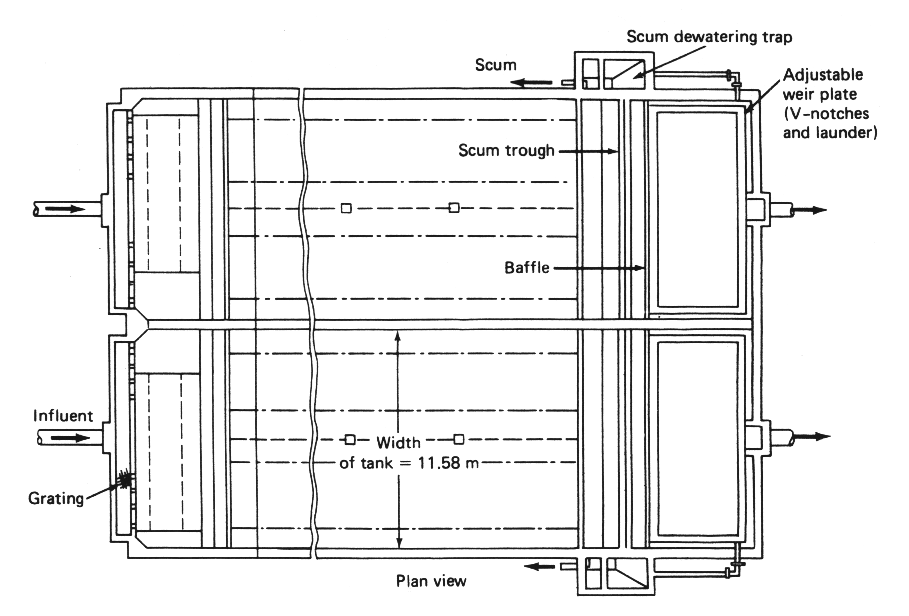 Scum dewatering trap
Scum
Adjustable
weir plate
(V-notches
and launder)
Scum trough
Baffle
Influent
Width
of tank = 11.58 m
Grating
Plan view